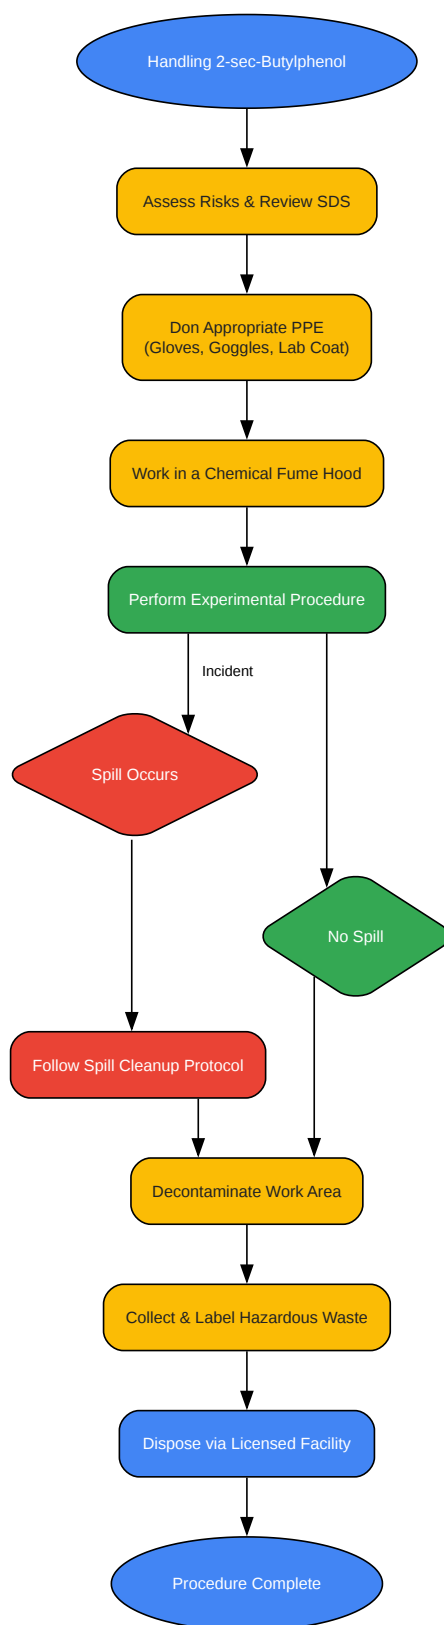 Handling 2-sec-Butylphenol
Assess Risks & Review SDS
Don Appropriate PPE
(Gloves, Goggles, Lab Coat)
Work in a Chemical Fume Hood
Perform Experimental Procedure
Incident
Spill Occurs
No Spill
Follow Spill Cleanup Protocol
Decontaminate Work Area
Collect & Label Hazardous Waste
Dispose via Licensed Facility
Procedure Complete